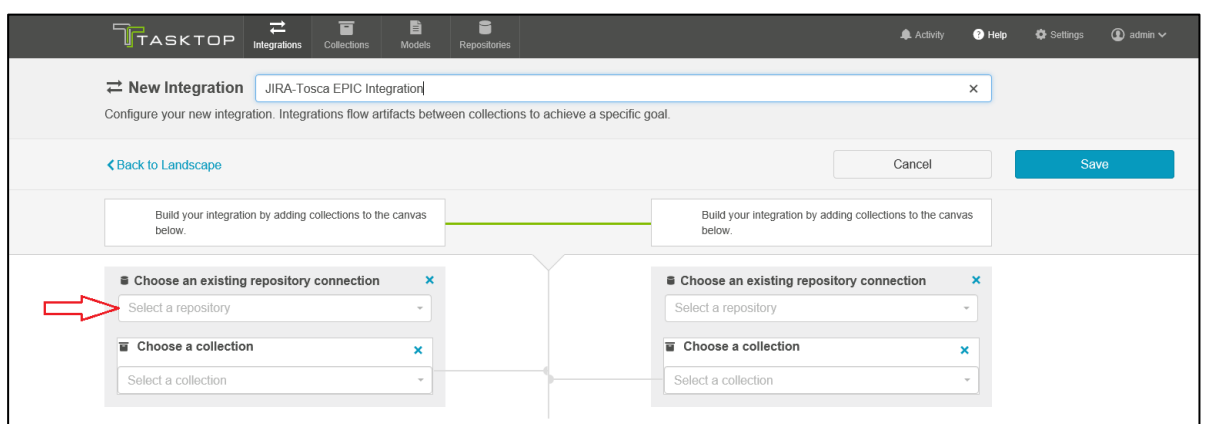 TASKTOP
Integrations
Collections
Models
Repositories
Activity
Help
Settings
admin
New Integration
JIRA-Tosca EPIC Integration
Configure your new integration. Integrations flow artifacts between collections to achieve a specific goal.
Back to Landscape
Cancel
Save
Build your integration by adding collections to the canvas
below.
Build your integration by adding collections to the canvas
below.
Choose an existing repository connection
Select a repository
Choose a collection
Select a collection
Choose an existing repository connection
Select a repository
Choose a collection
Select a collection